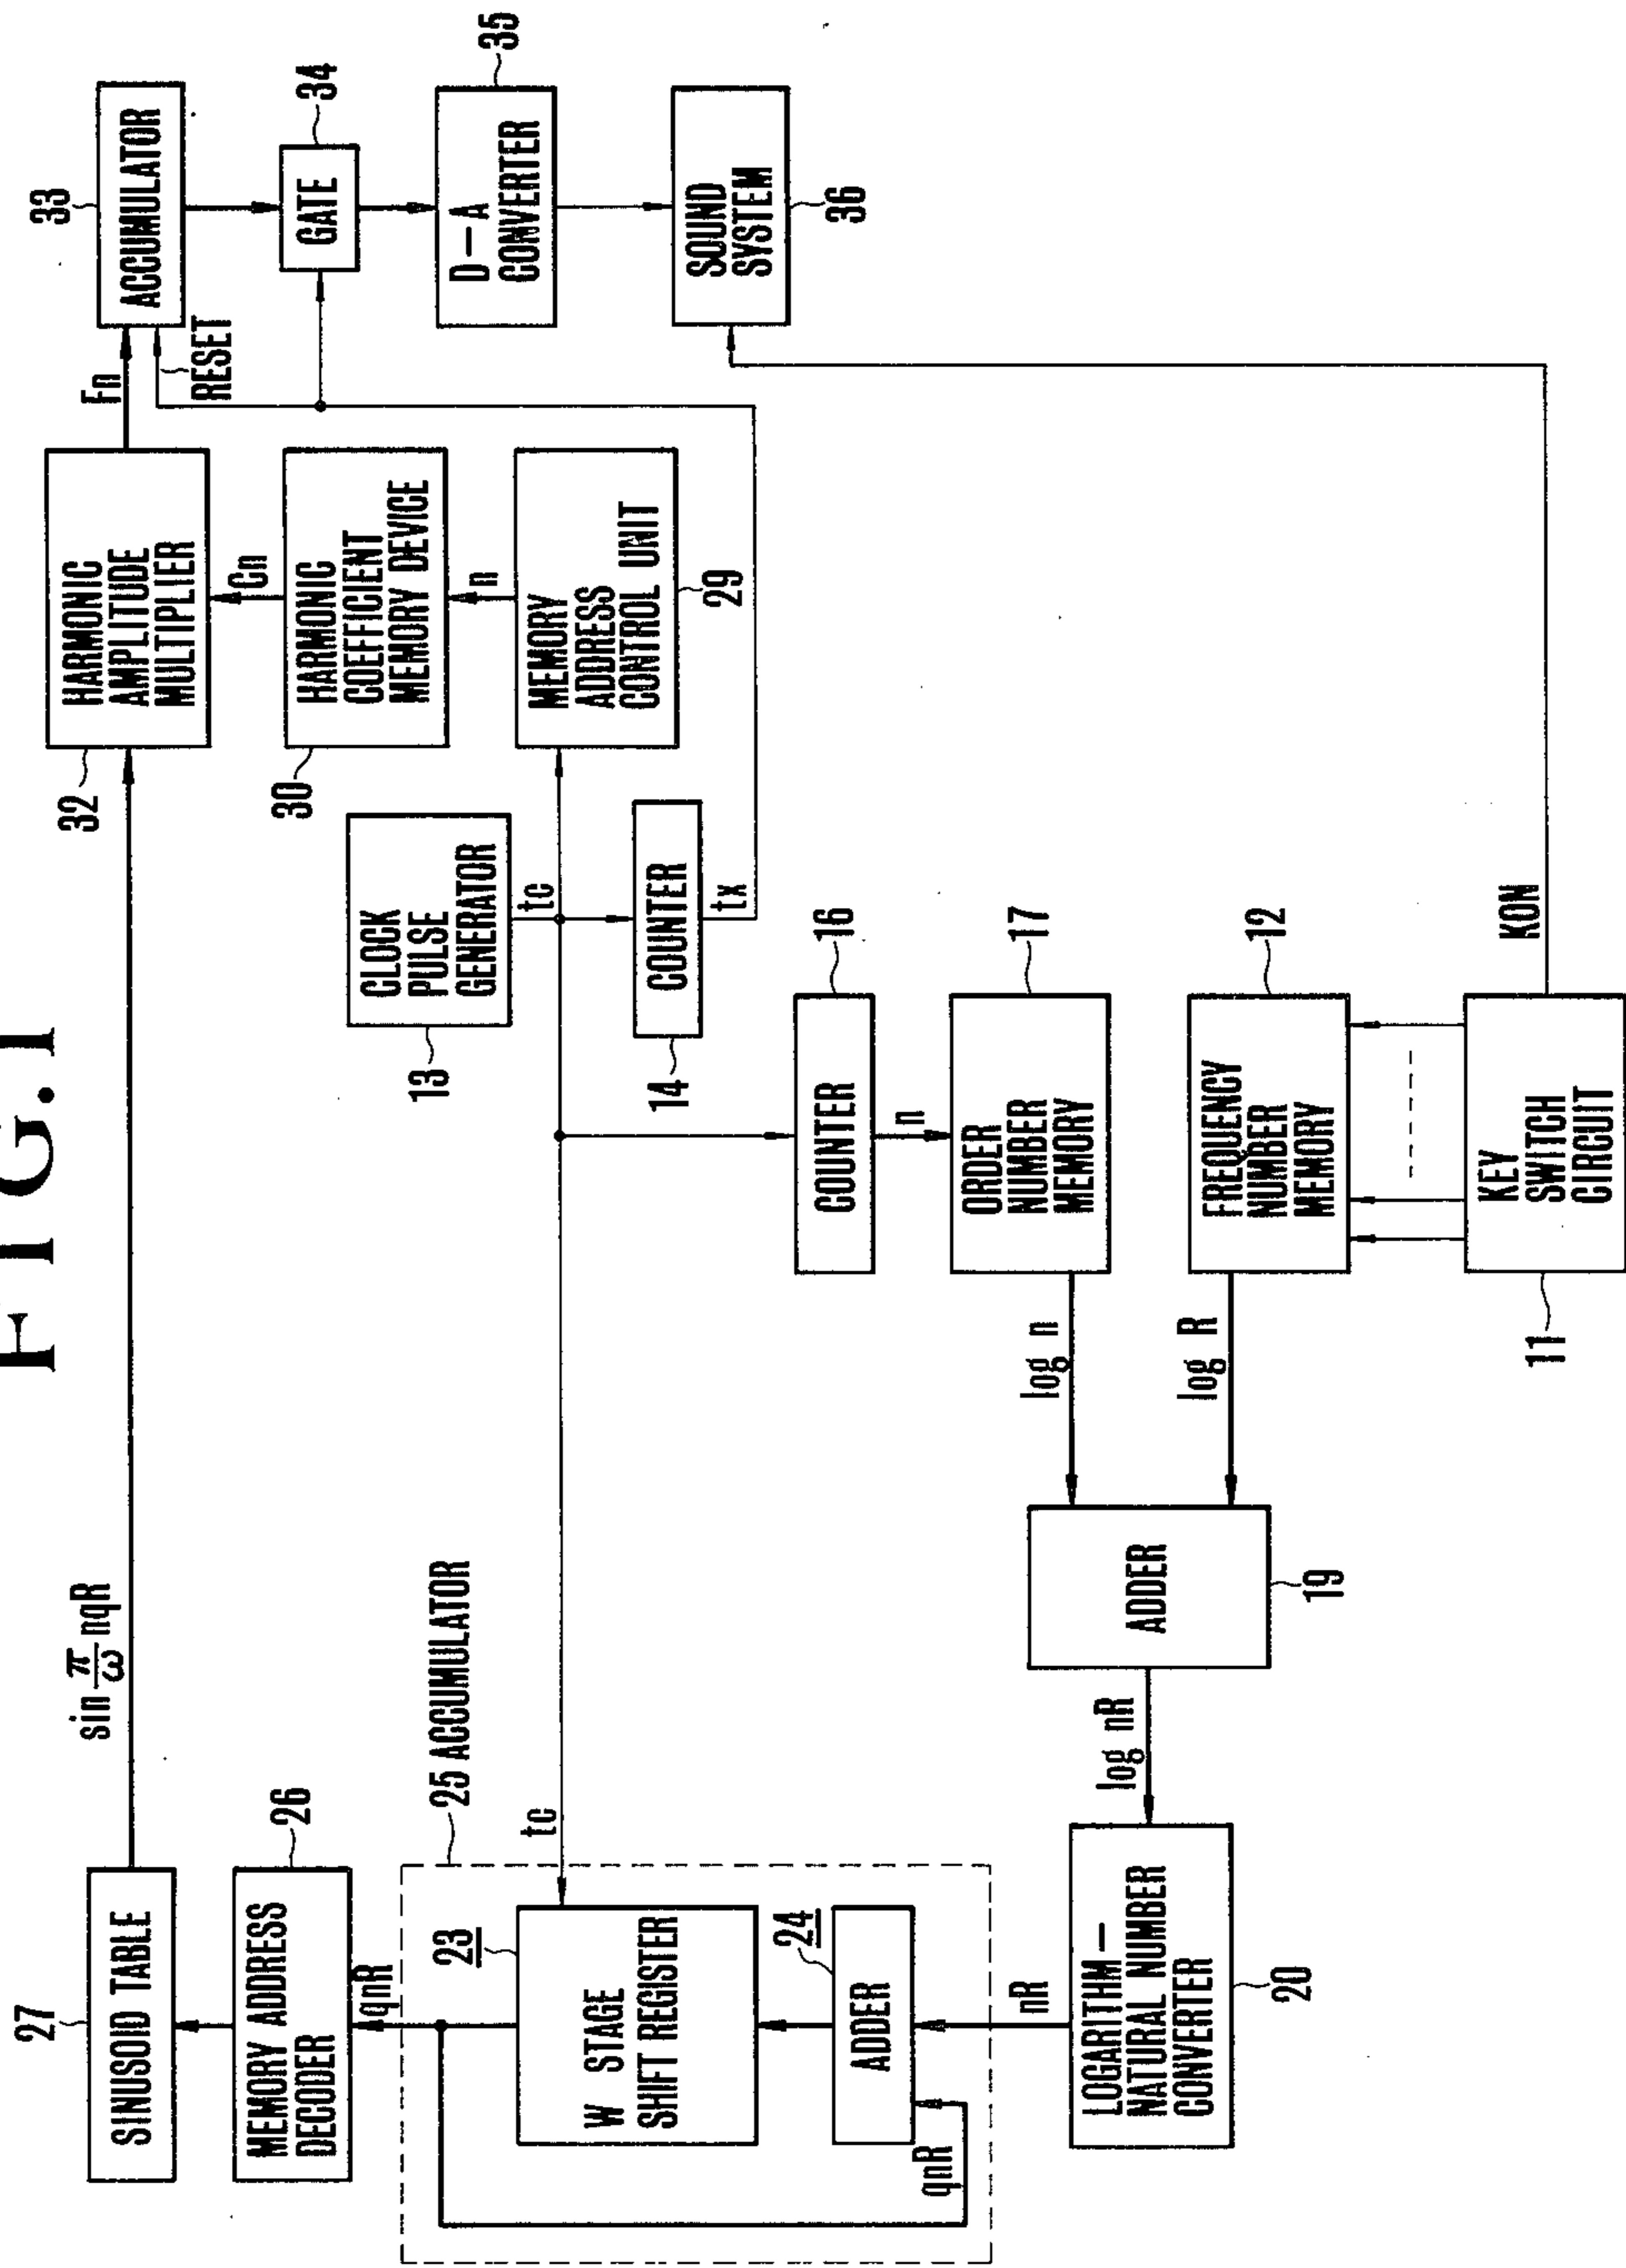 FIG.1
27
SINUSOID TABLE
sin π/ω nqR
32
HARMONIC
AMPLITUDE
MULTIPLIER
Fn
33
ACCUMULATOR
RESET
26
MEMORY ADDRESS
DECODER
qnR
25 ACCUMULATOR
13
CLOCK
PULSE
GENERATOR
tc
30
HARMONIC
COEFFICIENT
MEMORY DEVICE
Cn
n
34
GATE
23
W STAGE
SHIFT REGISTER
tc
14
COUNTER
tx
MEMORY
ADDRESS
CONTROL UNIT
29
35
D–A
CONVERTER
24
ADDER
qnR
nR
16
COUNTER
n
SOUND
SYSTEM
36
17
ORDER
NUMBER
MEMORY
log n
20
LOGARITHM–
NATURAL NUMBER
CONVERTER
log nR
19
ADDER
log R
12
FREQUENCY
NUMBER
MEMORY
11
KEY
SWITCH
CIRCUIT
KON